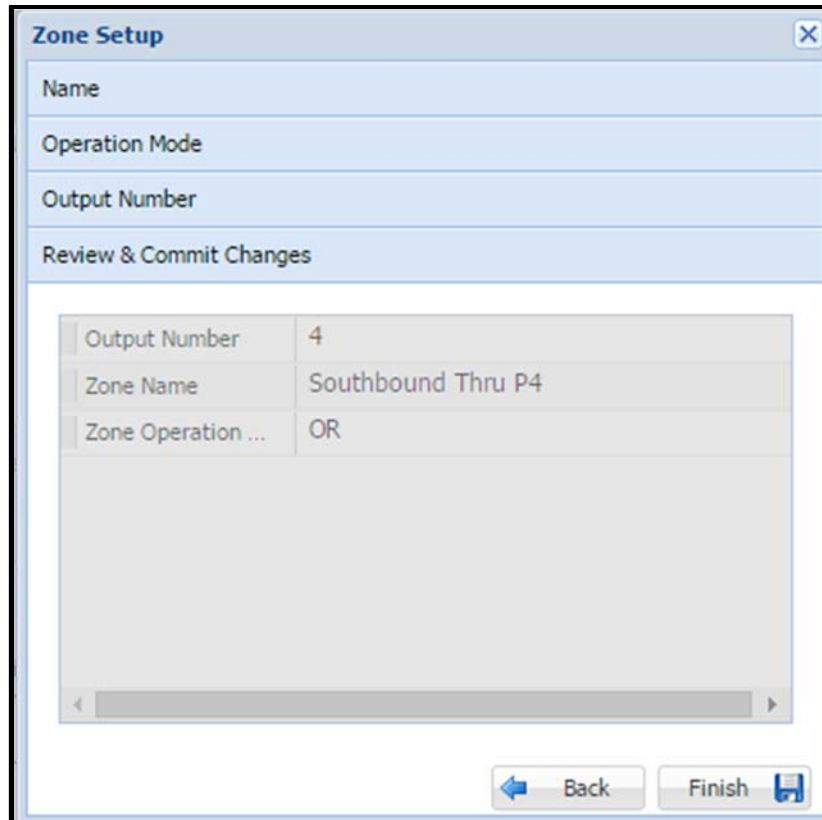 Zone Setup
Name
Operation Mode
Output Number
Review & Commit Changes
Output Number 4
Zone Name Southbound Thru P4
Zone Operation ... OR
Back Finish